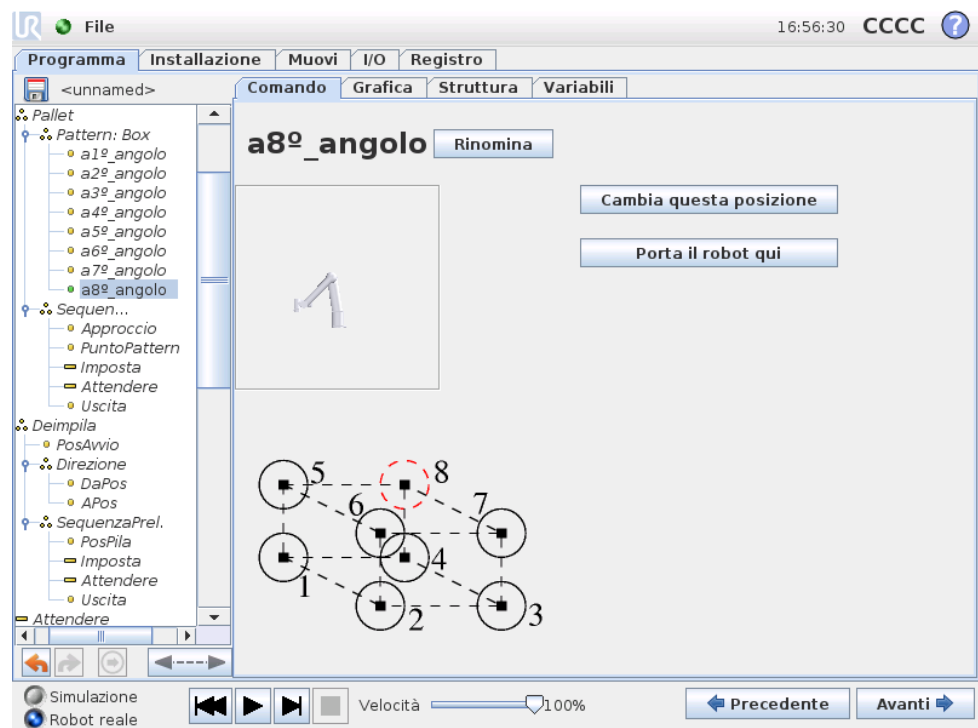 UR File 16:56:30 CCCC ?
Programma Installazione Muovi I/O Registro
<unnamed>
Comando Grafica Struttura Variabili
Pallet
Pattern: Box
a1º_angolo
a2º_angolo
a3º_angolo
a4º_angolo
a5º_angolo
a6º_angolo
a7º_angolo
a8º_angolo
Sequen...
Approccio
PuntoPattern
Imposta
Attendere
Uscita
Deimpila
PosAvvio
Direzione
DaPos
APos
SequenzaPrel.
PosPila
Imposta
Attendere
Uscita
Attendere
a8º_angolo Rinomina
Cambia questa posizione
Porta il robot qui
5 8
6 7
4
1
2 3
Simulazione
Robot reale
Velocità 100%
Precedente Avanti